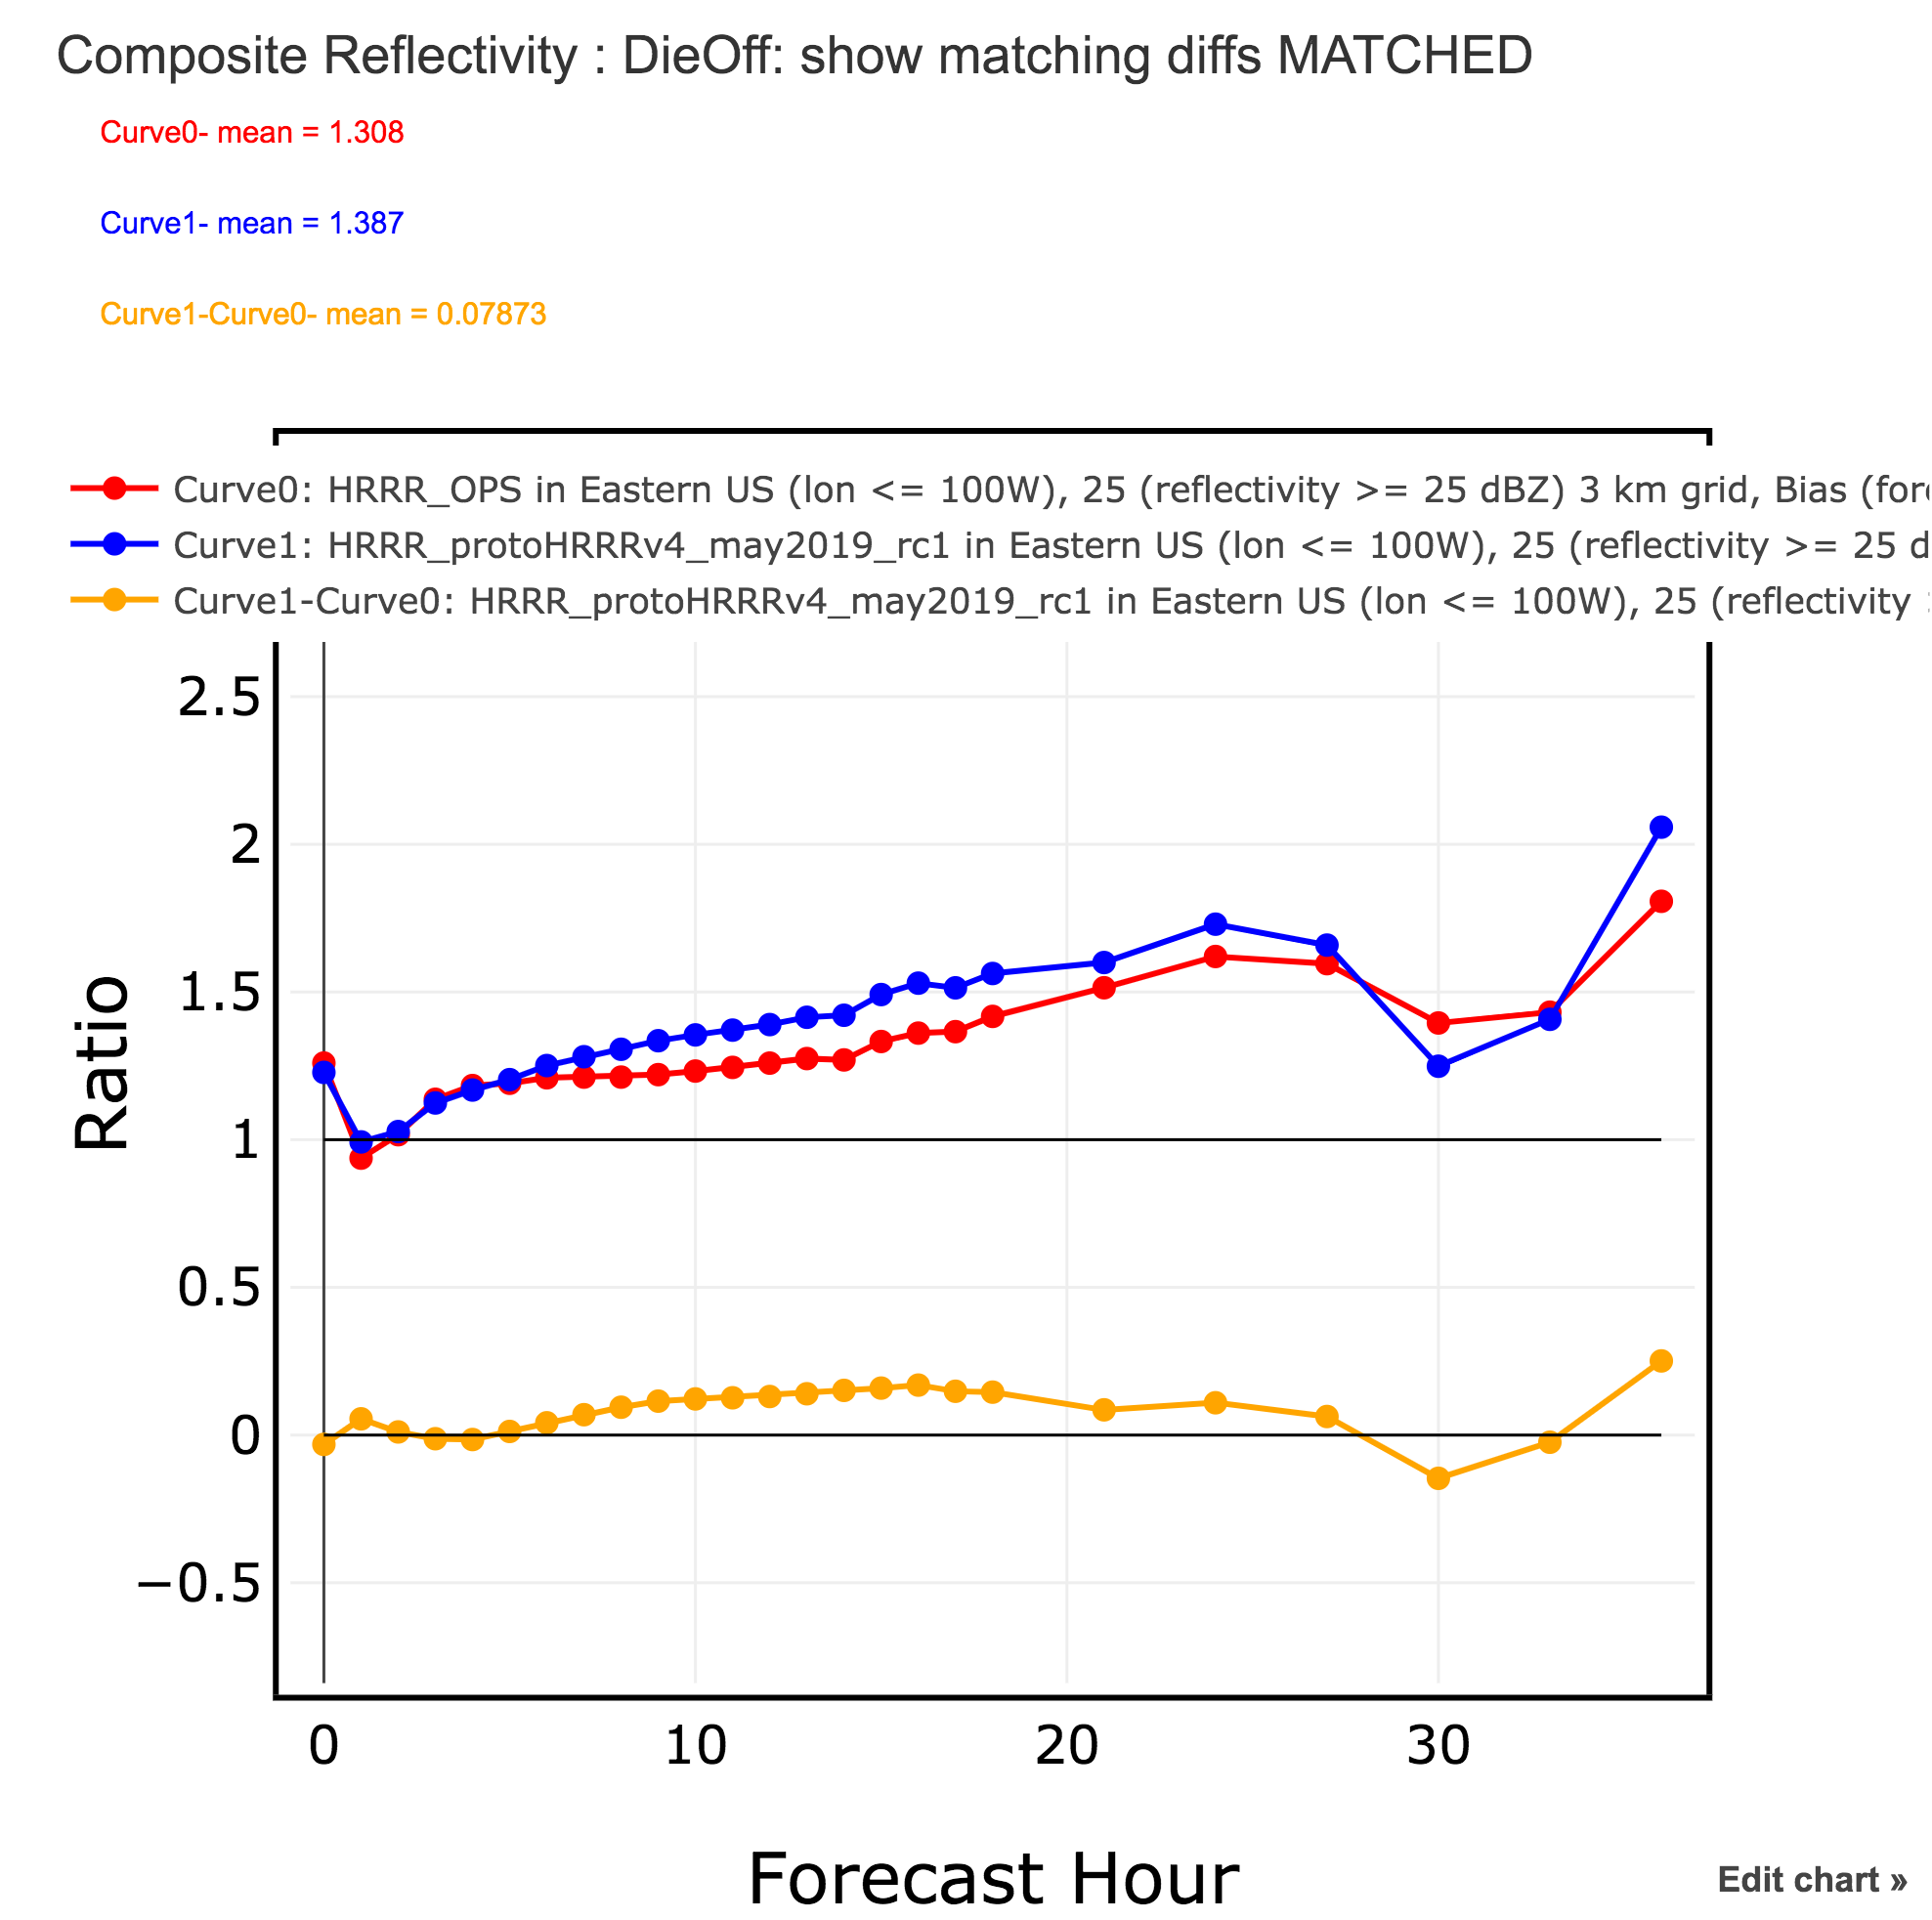 Composite Reflectivity : DieOff: show matching diffs MATCHED
Curve0- mean = 1.308
Curve1- mean = 1.387
Curve1-Curve0- mean = 0.07873
Curve0: HRRR_OPS in Eastern US (lon <= 100W), 25 (reflectivity >= 25 dBZ) 3 km grid, Bias
Curve1: HRRR_protoHRRRv4_may2019_rc1 in Eastern US (lon <= 100W), 25 (reflectivity >= 25
Curve1-Curve0: HRRR_protoHRRRv4_may2019_rc1 in Eastern US (lon <= 100W), 25 (reflectivity
2.5
2
1.5
1
0.5
0
−0.5
Ratio
0 10 20 30
Forecast Hour
Edit chart »